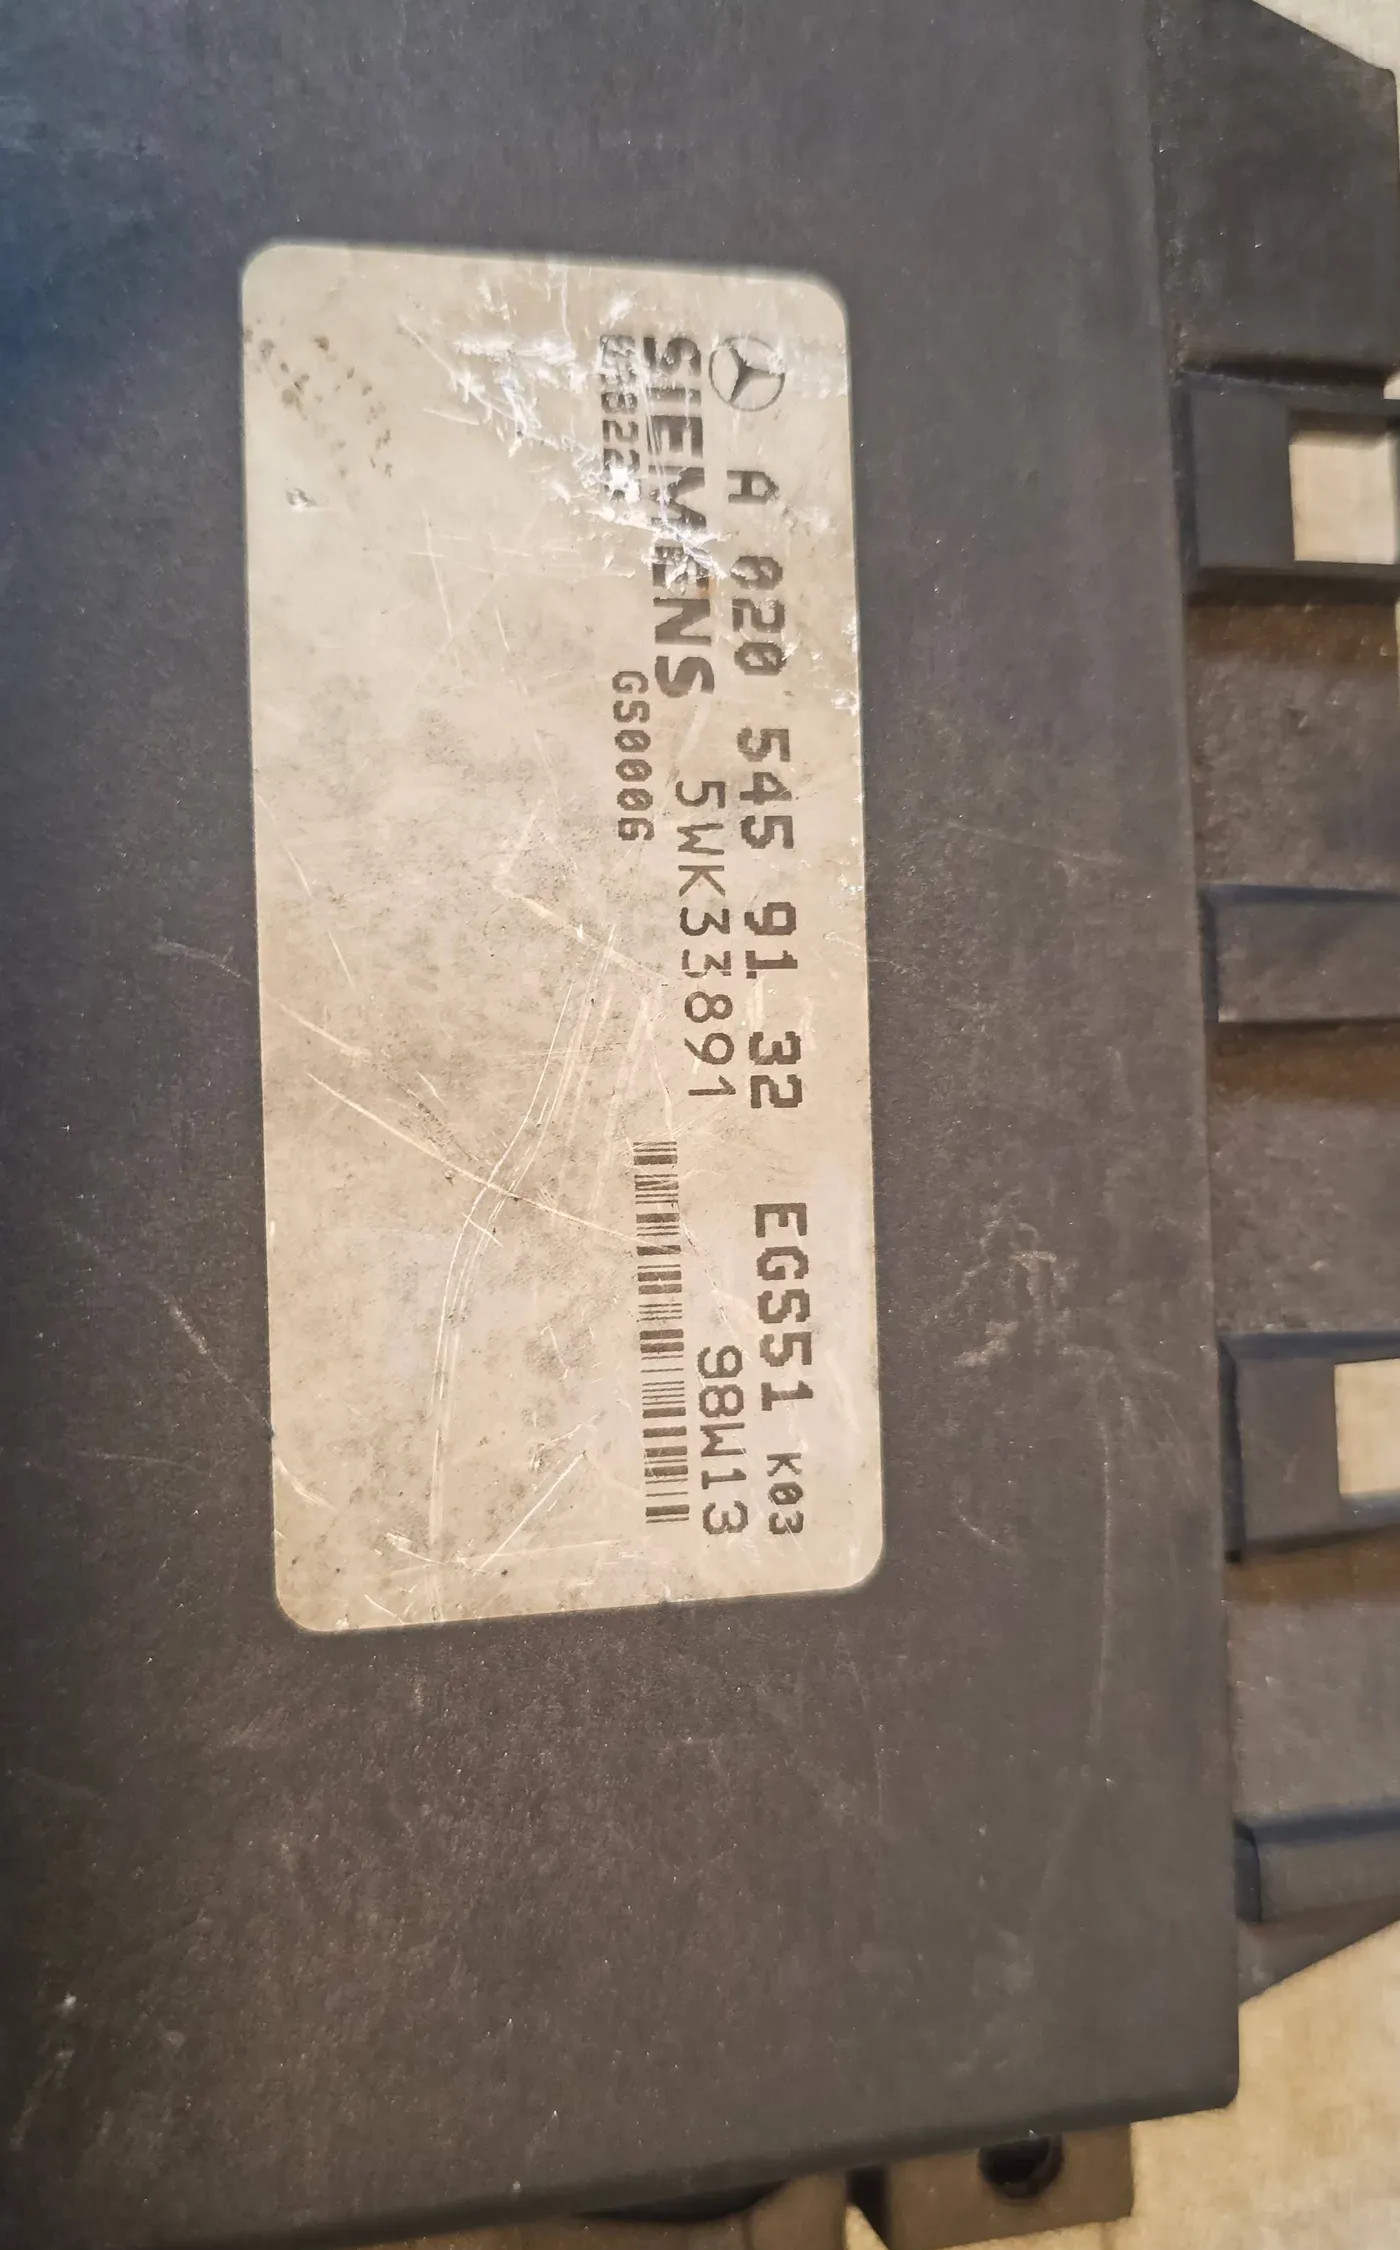 A 020 545 91 32 EGS51 K03
SIEMENS 5WK33891 98W13
GS0006